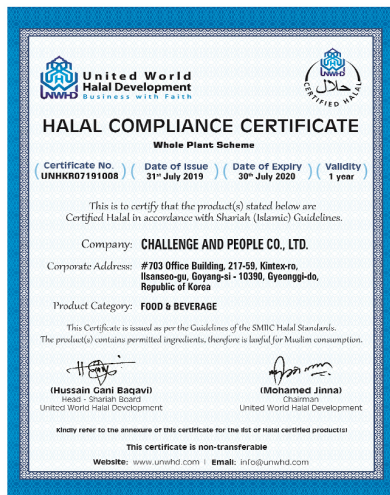 UNWHD
United World
Halal Development
Business with Faith
UNWHD
حلال
CERTIFIED HALAL
HALAL COMPLIANCE CERTIFICATE
Whole Plant Scheme
Certificate No.
UNHKR07191008
Date of Issue
31st July 2019
Date of Expiry
30th July 2020
Validity
1 year
This is to certify that the product(s) stated below are
Certified Halal in accordance with Shariah (Islamic) Guidelines.
Company: CHALLENGE AND PEOPLE CO., LTD.
Corporate Address: #703 Office Building, 217-59, Kintex-ro,
Ilsanseo-gu, Goyang-si - 10390, Gyeonggi-do,
Republic of Korea
Product Category: FOOD & BEVERAGE
This Certificate is issued as per the Guidelines of the SMIIC Halal Standards.
The product(s) contains permitted ingredients, therefore is lawful for Muslim consumption.
(Hussain Gani Baqavi)
Head - Shariah Board
United World Halal Development
(Mohamed Jinna)
Chairman
United World Halal Development
Kindly refer to the annexure of this certificate for the list of Halal certified product(s)
This certificate is non-transferable
Website: www.unwhd.com | Email: info@unwhd.com